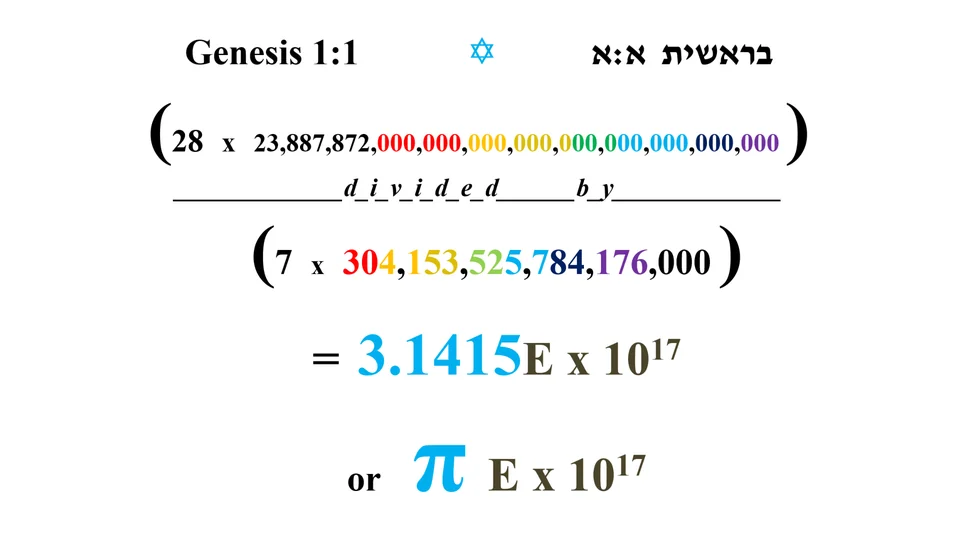 Genesis 1:1 ✡ בראשית א:א
(28 x 23,887,872,000,000,000,000,000,000,000,000,000)
_____________d_i_v_i_d_e_d______b_y_____________
(7 x 304,153,525,784,176,000)
= 3.1415E x 10¹⁷
or π E x 10¹⁷